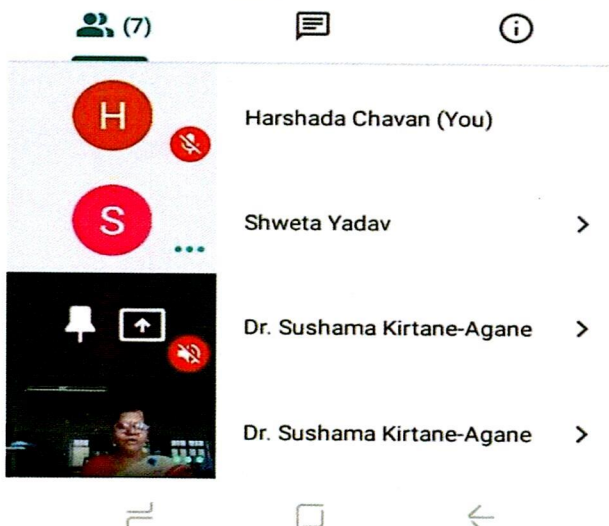 (7)
H
Harshada Chavan (You)
S
Shweta Yadav
Dr. Sushama Kirtane-Agane
Dr. Sushama Kirtane-Agane